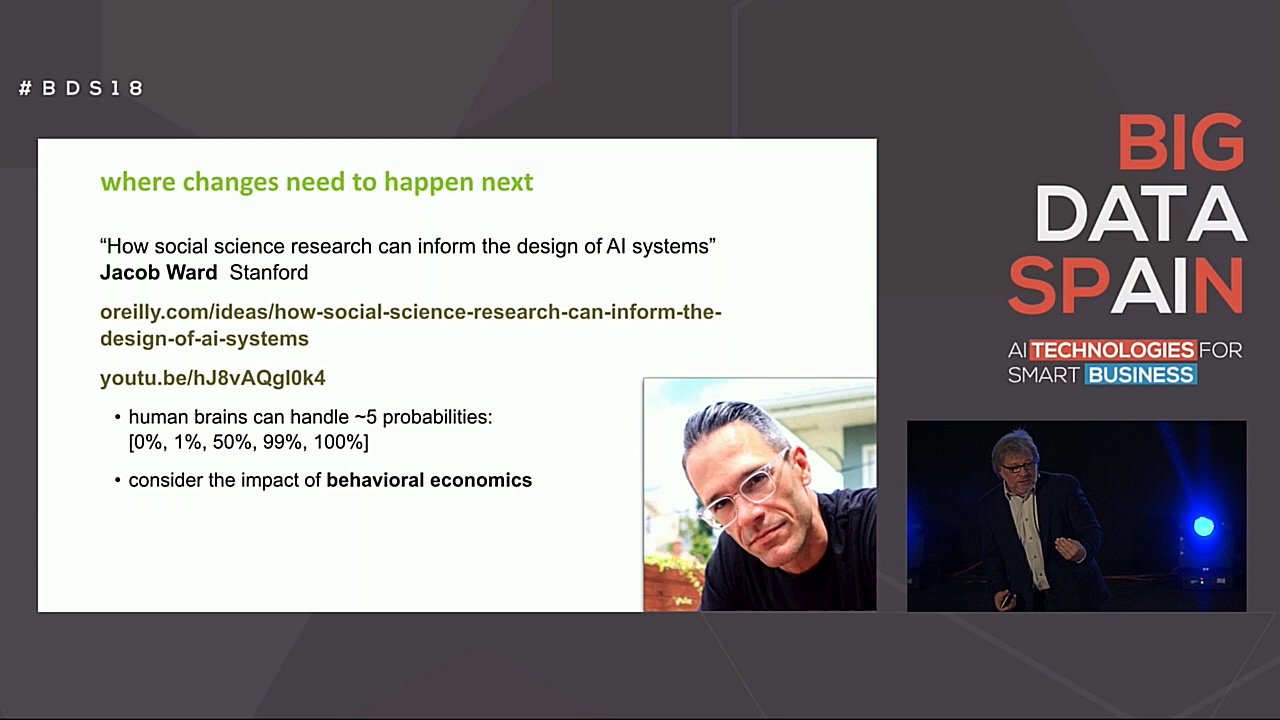 #BDS18
where changes need to happen next
“How social science research can inform the design of AI systems”
Jacob Ward Stanford
oreilly.com/ideas/how-social-science-research-can-inform-the-
design-of-ai-systems
youtu.be/hJ8vAQgl0k4
• human brains can handle ~5 probabilities:
[0%, 1%, 50%, 99%, 100%]
• consider the impact of behavioral economics
BIG
DATA
SPAIN
AI TECHNOLOGIES FOR
SMART BUSINESS